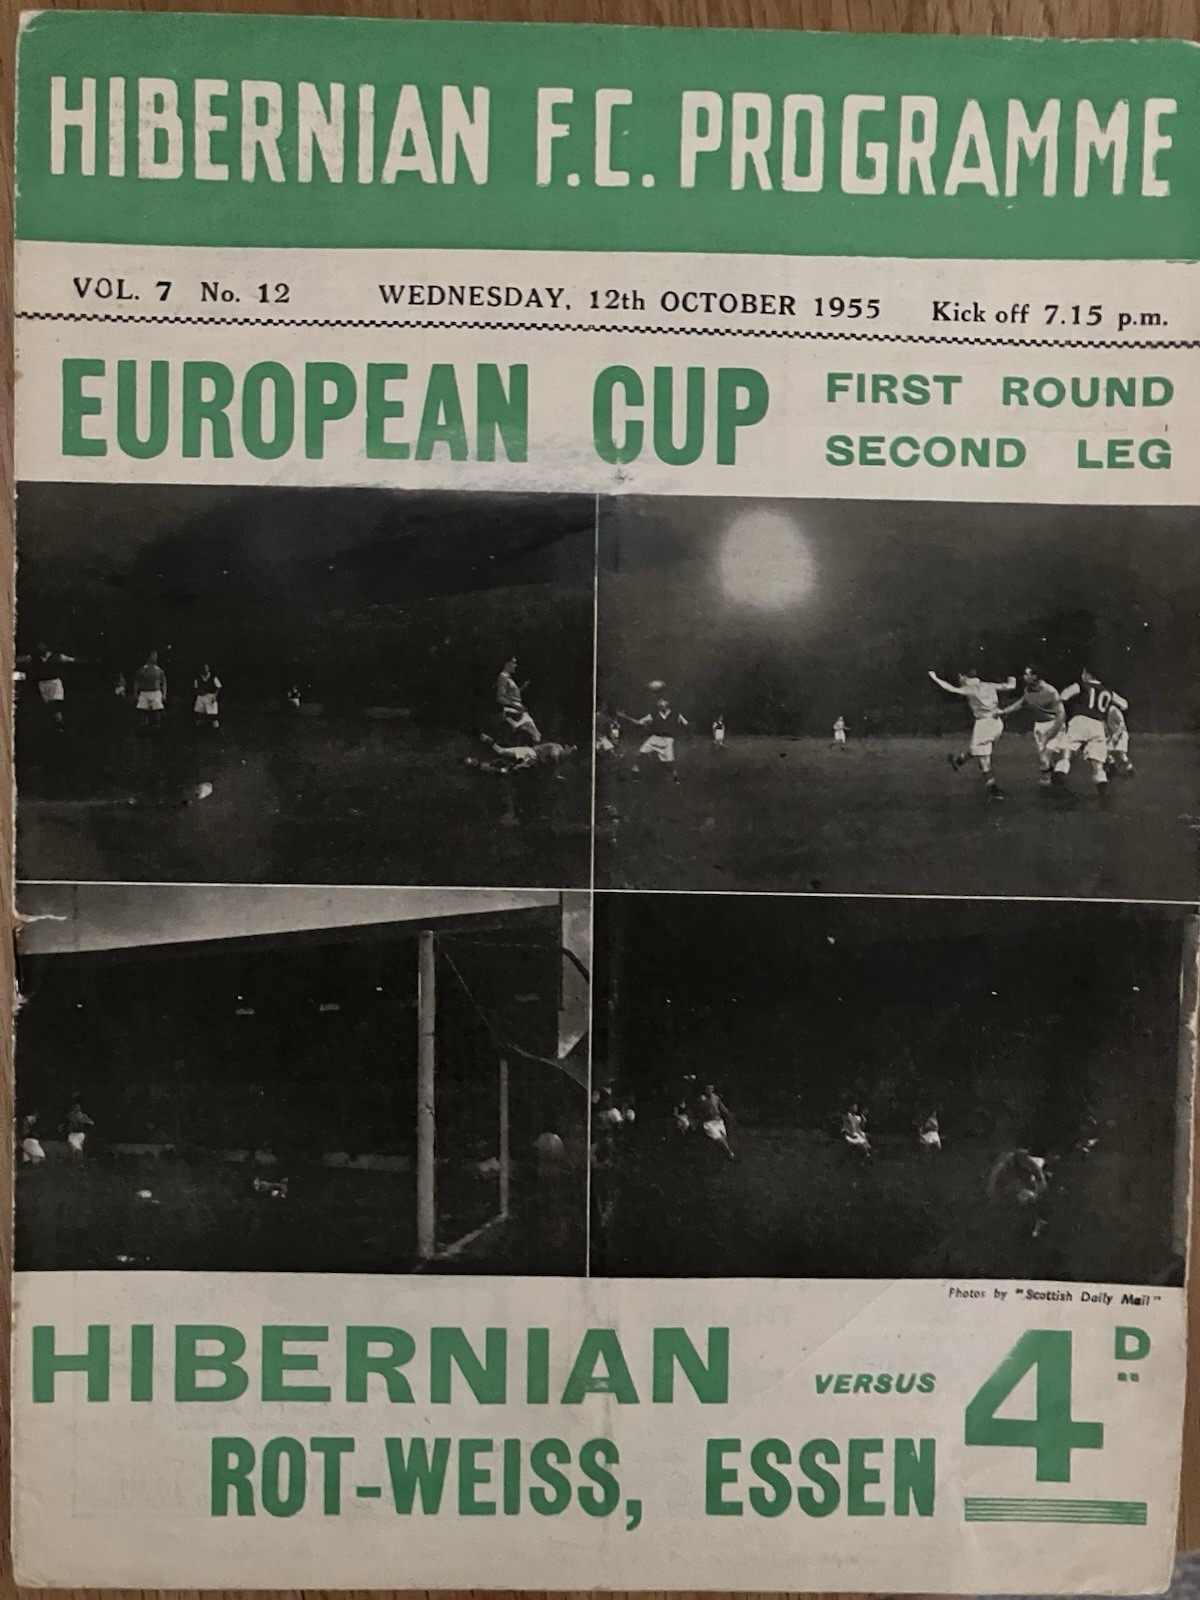 HIBERNIAN F.C. PROGRAMME
VOL. 7 No. 12 WEDNESDAY, 12th OCTOBER 1955 Kick off 7.15 p.m.
EUROPEAN CUP
FIRST ROUND
SECOND LEG
10
Photos by "Scottish Daily Mail"
HIBERNIAN VERSUS
ROT-WEISS, ESSEN
4D